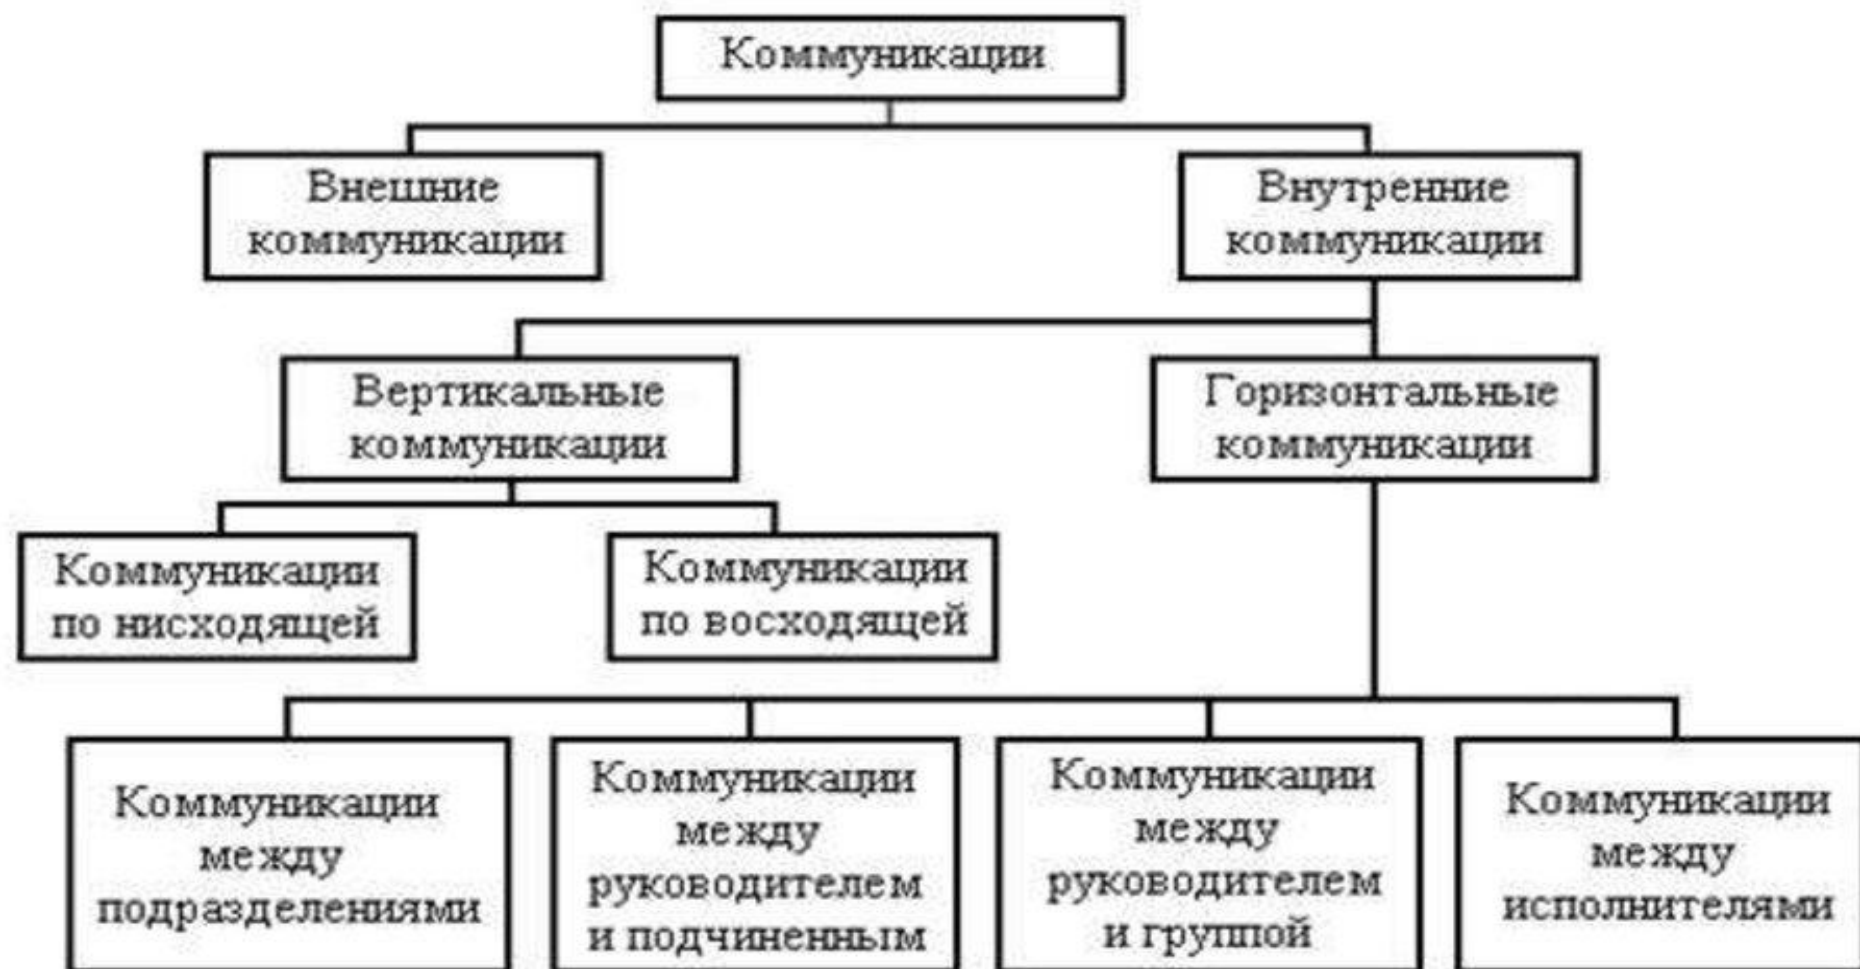 Коммуникации
Внешние
коммуникации
Внутренние
коммуникации
Вертикальные
коммуникации
Горизонтальные
коммуникации
Коммуникации
по нисходящей
Коммуникации
по восходящей
Коммуникации
между
подразделениями
Коммуникации
между
руководителем
и подчиненным
Коммуникации
между
руководителем
и группой
Коммуникации
между
исполнителями